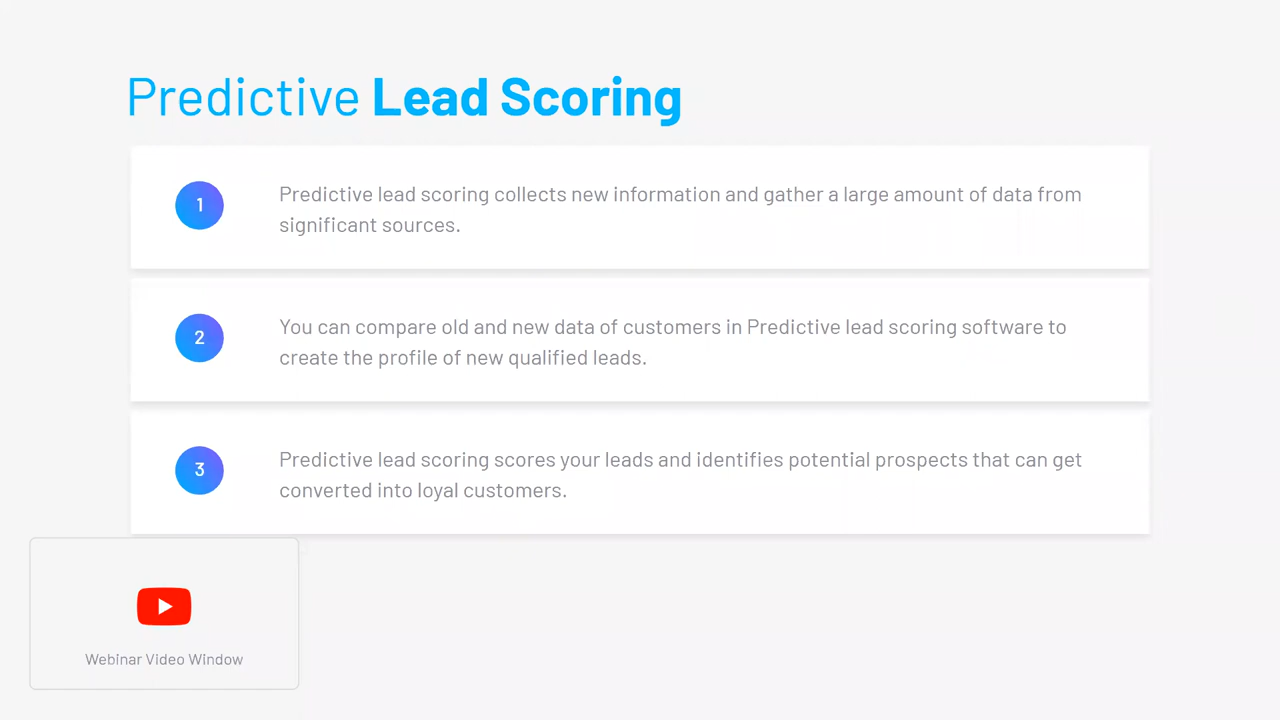 Predictive Lead Scoring
1
Predictive lead scoring collects new information and gather a large amount of data from
significant sources.
2
You can compare old and new data of customers in Predictive lead scoring software to
create the profile of new qualified leads.
3
Predictive lead scoring scores your leads and identifies potential prospects that can get
converted into loyal customers.
Webinar Video Window